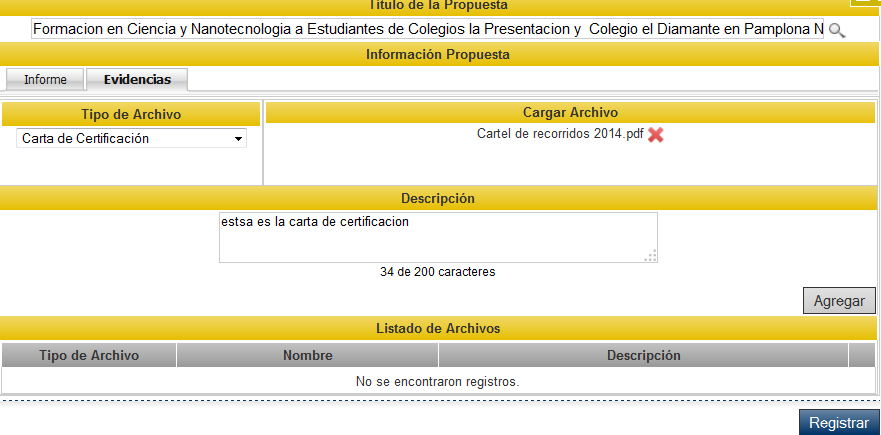 Titulo de la Propuesta
Formacion en Ciencia y Nanotecnologia a Estudiantes de Colegios la Presentacion y Colegio el Diamante en Pamplona N
Información Propuesta
Informe Evidencias
Tipo de Archivo
Cargar Archivo
Carta de Certificación
Cartel de recorridos 2014.pdf
Descripción
estsa es la carta de certificacion
34 de 200 caracteres
Agregar
Listado de Archivos
Tipo de Archivo Nombre Descripción
No se encontraron registros.
Registrar